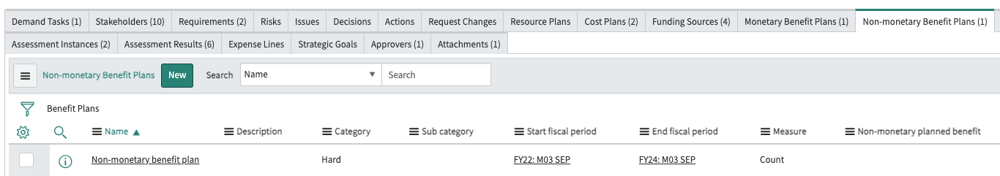 Demand Tasks (1) Stakeholders (10) Requirements (2) Risks Issues Decisions Actions Request Changes Resource Plans Cost Plans (2) Funding Sources (4) Monetary Benefit Plans (1) Non-monetary Benefit Plans (1)
Assessment Instances (2) Assessment Results (6) Expense Lines Strategic Goals Approvers (1) Attachments (1)
Non-monetary Benefit Plans New Search Name Search
Benefit Plans
Name Description Category Sub category Start fiscal period End fiscal period Measure Non-monetary planned benefit
Non-monetary benefit plan Hard FY22: M03 SEP FY24: M03 SEP Count